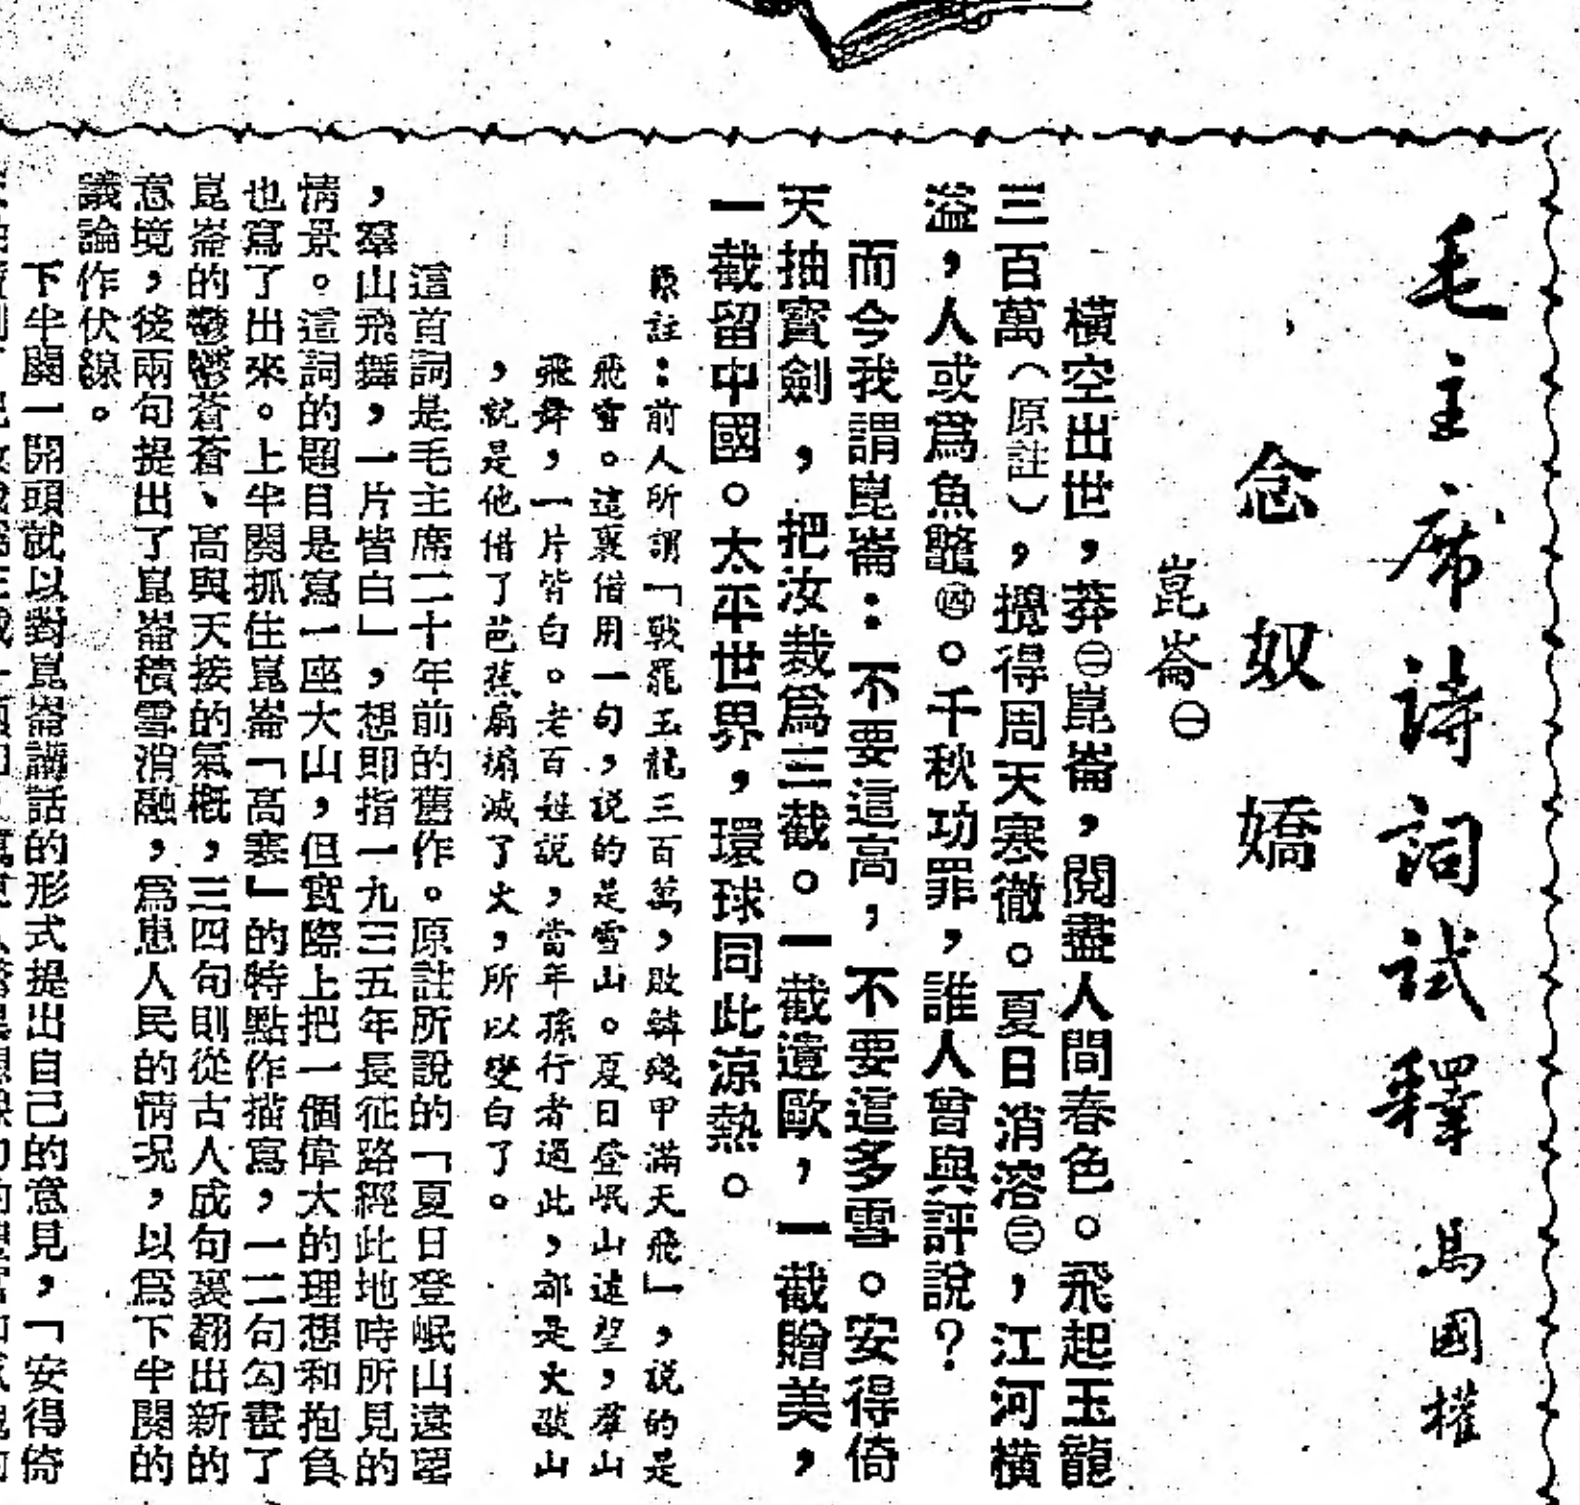 毛主席詩詞試釋 馬國權
念奴嬌
崑崙㊀
橫空出世，莽㊁崑崙，閱盡人間春色。飛起玉龍
三百萬（原註），攪得周天寒徹。夏日消溶㊂，江河橫
溢，人或爲魚鼈㊃。千秋功罪，誰人曾與評說？
而今我謂崑崙：不要這高，不要這多雪。安得倚
天抽寶劍，把汝裁爲三截。一截遺歐，一截贈美，
一截留中國。太平世界，環球同此涼熱。
原註：前人所謂「戰罷玉龍三百萬，敗鱗殘甲滿天飛」，說的是
飛雪。這裏借用一句，說的是雪山。夏日登岷山遠望，羣山
飛舞，一片皆白。老百姓說，當年孫行者過此，都是火燄山
，就是他借了芭蕉扇搧滅了火，所以變白了。
這首詞是毛主席二十年前的舊作。原註所說的「夏日登岷山遠望
，羣山飛舞，一片皆白」，想即指一九三五年長征路經此地時所見的
情景。這詞的題目是寫一座大山，但實際上把一個偉大的理想和抱負
也寫了出來。上半闋抓住崑崙「高寒」的特點作描寫，一二句勾畫了
崑崙的鬱鬱蒼蒼、高與天接的氣概，三四句則從古人成句裏翻出新的
意境，後兩句提出了崑崙積雪消融，爲患人民的情況，以爲下半闋的
議論作伏線。
下半闋一開頭就以對崑崙講話的形式提出自己的意見，「安得倚